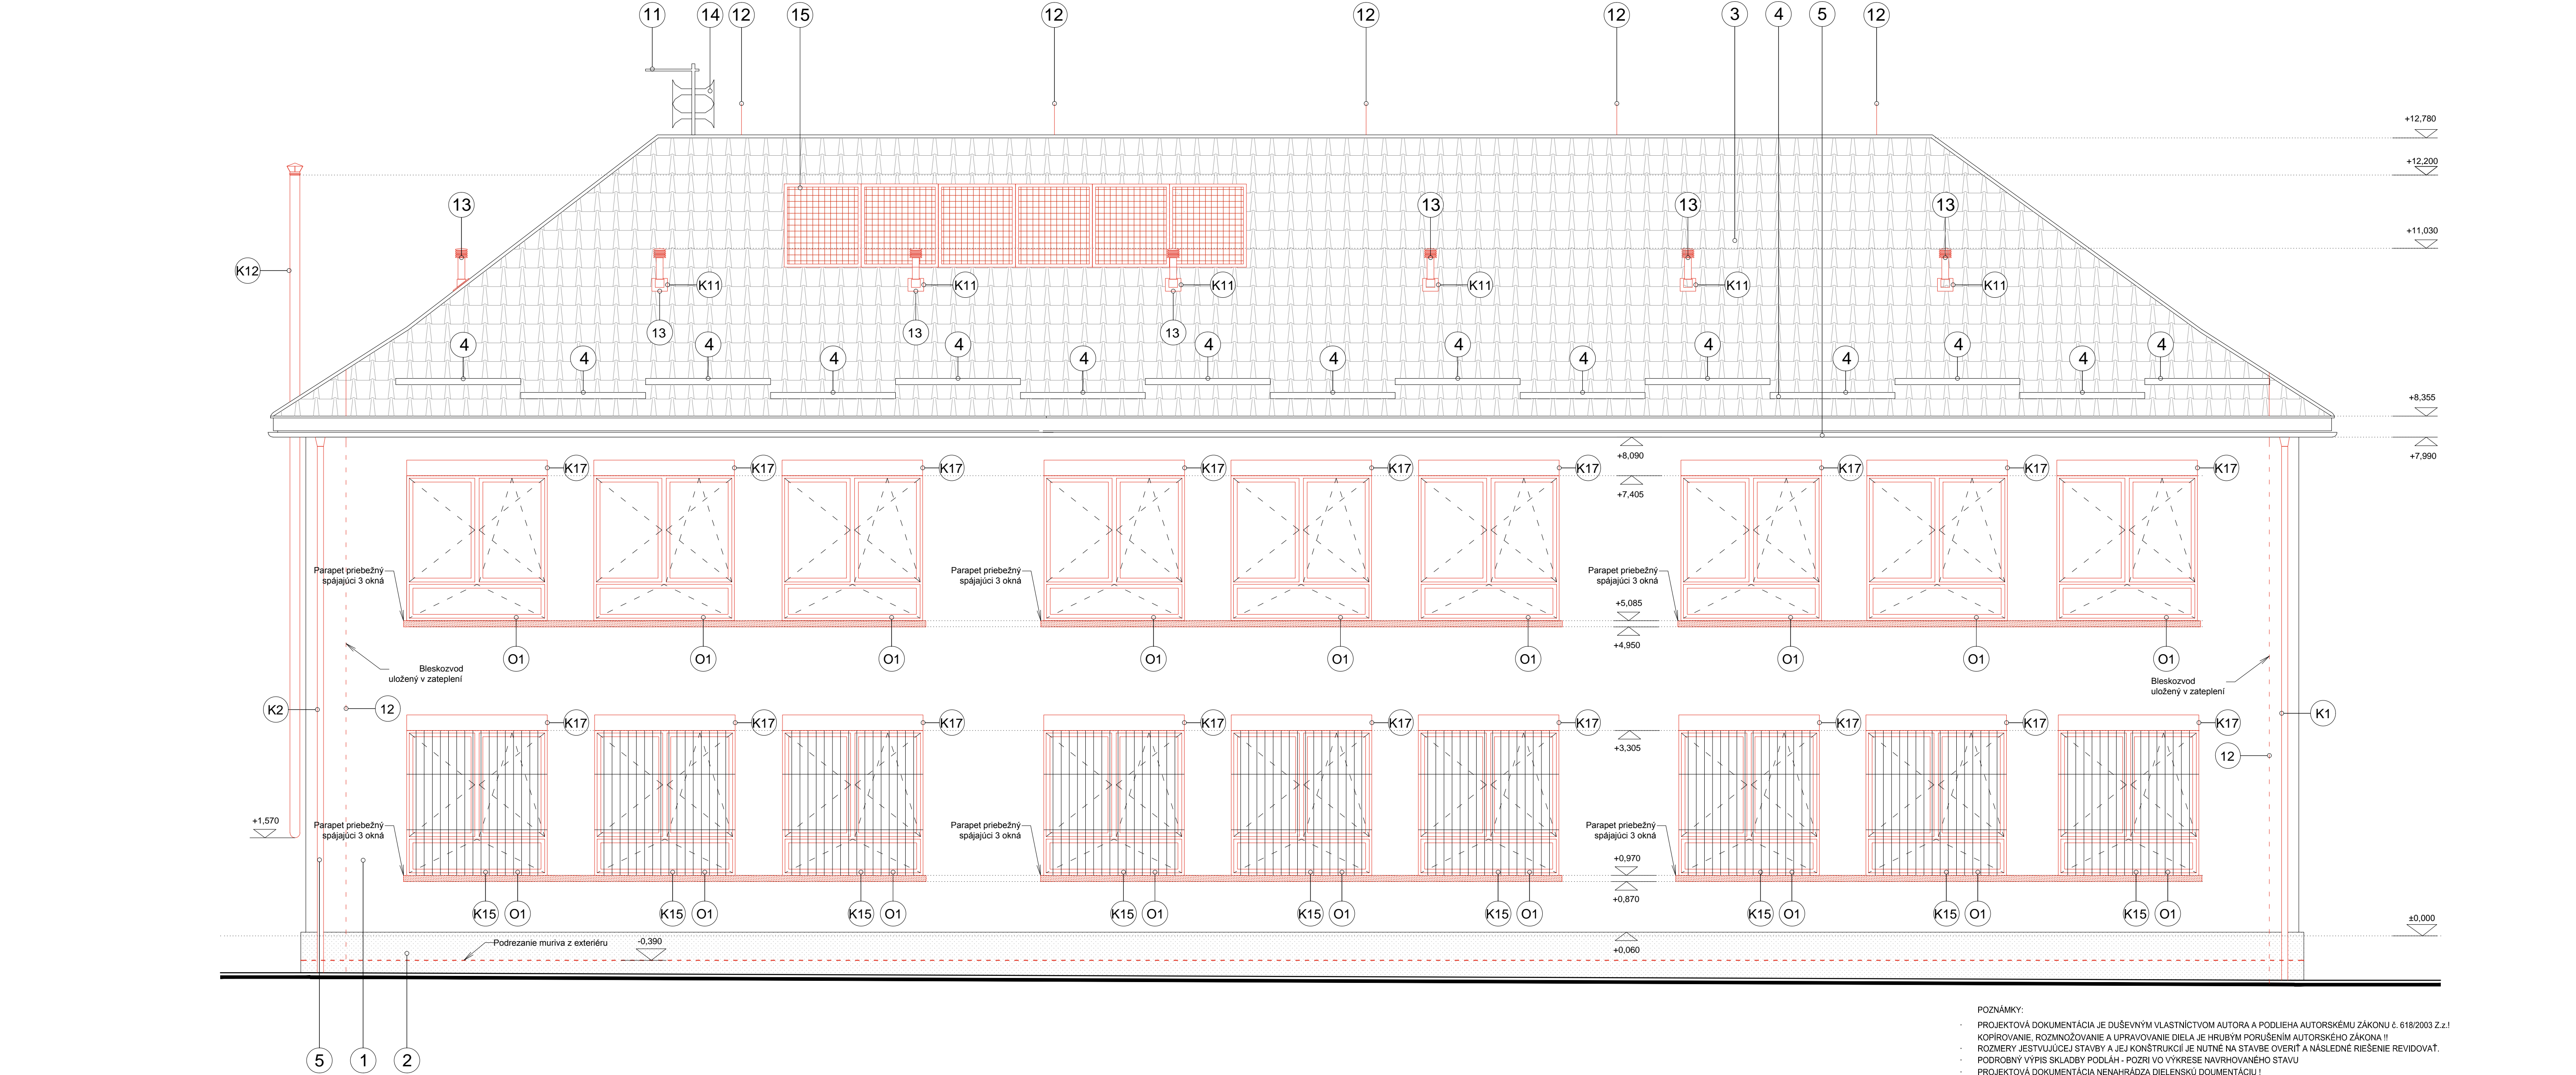 11 14 12 15 12 12 12 3 4 5 12
+12,780
+12,200
13 13 13 13
+11,030
K12
K11 K11 K11 K11 K11 K11
13 13 13
4 4 4 4 4 4 4 4
4 4 4 4 4 4 4
+8,355
+8,090
+7,990
K17 K17 K17 K17 K17 K17 K17 K17 K17
+7,405
Parapet priebežný
spájajúci 3 okná
Parapet priebežný
spájajúci 3 okná
Parapet priebežný
spájajúci 3 okná
+5,085
+4,950
O1 O1 O1 O1 O1 O1 O1 O1 O1
Bleskozvod
uložený v zateplení
Bleskozvod
uložený v zateplení
K2 12 K1
K17 K17 K17 K17 K17 K17 K17 K17 K17
+3,305
12
+1,570
Parapet priebežný
spájajúci 3 okná
Parapet priebežný
spájajúci 3 okná
Parapet priebežný
spájajúci 3 okná
+0,970
+0,870
K15 O1 K15 O1 K15 O1 K15 O1 K15 O1 K15 O1 K15 O1 K15 O1 K15 O1
±0,000
Podrezanie muriva z exteriéru
-0,390
+0,060
5 1 2
POZNÁMKY:
· PROJEKTOVÁ DOKUMENTÁCIA JE DUŠEVNÝM VLASTNÍCTVOM AUTORA A PODLIEHA AUTORSKÉMU ZÁKONU č. 618/2003 Z.z.!
KOPÍROVANIE, ROZMNOŽOVANIE A UPRAVOVANIE DIELA JE HRUBÝM PORUŠENÍM AUTORSKÉHO ZÁKONA !!
· ROZMERY JESTVUJÚCEJ STAVBY A JEJ KONŠTRUKCIÍ JE NUTNÉ NA STAVBE OVERIŤ A NÁSLEDNE RIEŠENIE REVIDOVAŤ.
· PODROBNÝ VÝPIS SKLADBY PODLÁH - POZRI VO VÝKRESE NAVRHOVANÉHO STAVU
· PROJEKTOVÁ DOKUMENTÁCIA NENAHRÁDZA DIELENSKÚ DOUMENTÁCIU !